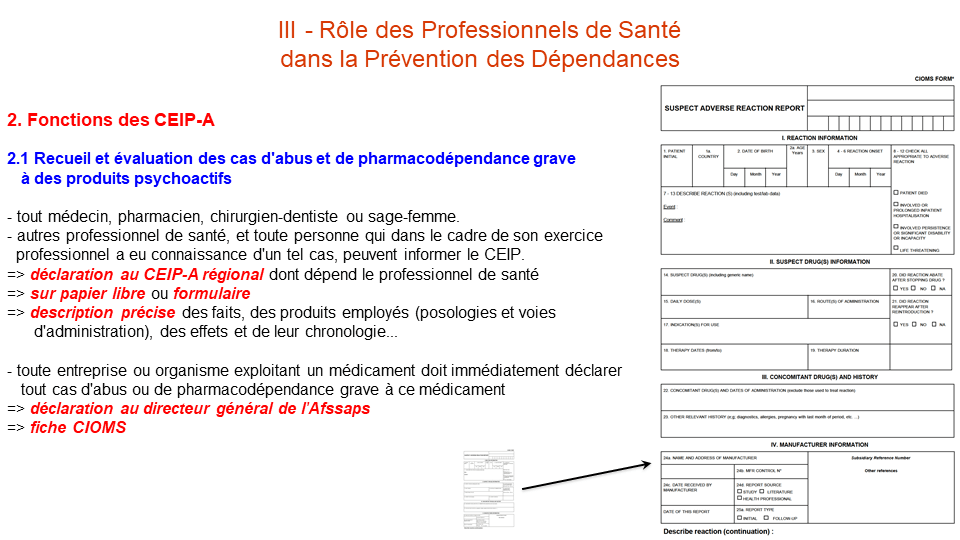 III - Rôle des Professionnels de Santé
dans la Prévention des Dépendances
2. Fonctions des CEIP-A
2.1 Recueil et évaluation des cas d'abus et de pharmacodépendance grave
à des produits psychoactifs
- tout médecin, pharmacien, chirurgien-dentiste ou sage-femme.
- autres professionnel de santé, et toute personne qui dans le cadre de son exercice
professionnel a eu connaissance d'un tel cas, peuvent informer le CEIP.
=> déclaration au CEIP-A régional dont dépend le professionnel de santé
=> sur papier libre ou formulaire
=> description précise des faits, des produits employés (posologies et voies
d'administration), des effets et de leur chronologie...
- toute entreprise ou organisme exploitant un médicament doit immédiatement déclarer
tout cas d'abus ou de pharmacodépendance grave à ce médicament
=> déclaration au directeur général de l'Afssaps
=> fiche CIOMS
CIOMS FORM*
SUSPECT ADVERSE REACTION REPORT
I. REACTION INFORMATION
1. PATIENT INITIAL
1a. COUNTRY
2. DATE OF BIRTH
Day Month Year
2a. AGE Years
3. SEX
4 - 6 REACTION ONSET
Day Month Year
8 - 12 CHECK ALL
APPROPRIATE TO ADVERSE
REACTION
7 - 13 DESCRIBE REACTION (S) (including test/lab data)
Event :
Comment :
PATIENT DIED
INVOLVED OR
PROLONGED INPATIENT
HOSPITALISATION
INVOLVED PERSISTENCE
OR SIGNIFICANT DISABILITY
OR INCAPACITY
LIFE THREATENING
II. SUSPECT DRUG(S) INFORMATION
14. SUSPECT DRUG(S) (including generic name)
20. DID REACTION ABATE
AFTER STOPPING DRUG ?
YES NO NA
15. DAILY DOSE(S)
16. ROUTE(S) OF ADMINISTRATION
21. DID REACTION
REAPPEAR AFTER
REINTRODUCTION ?
YES NO NA
17. INDICATION(S) FOR USE
18. THERAPY DATES (from/to)
19. THERAPY DURATION
III. CONCOMITANT DRUG(S) AND HISTORY
22. CONCOMITANT DRUG(S) AND DATES OF ADMINISTRATION (exclude those used to treat reaction)
23. OTHER RELEVANT HISTORY (e.g. diagnostics, allergies, pregnancy with last month of period, etc. ...)
IV. MANUFACTURER INFORMATION
24a. NAME AND ADDRESS OF MANUFACTURER
Subsidiary Reference Number
24b. MFR CONTROL N°
Other references
24c. DATE RECEIVED BY
MANUFACTURER
24d. REPORT SOURCE
STUDY LITERATURE
HEALTH PROFESSIONAL
DATE OF THIS REPORT
25a. REPORT TYPE
INITIAL FOLLOW-UP
Describe reaction (continuation) :